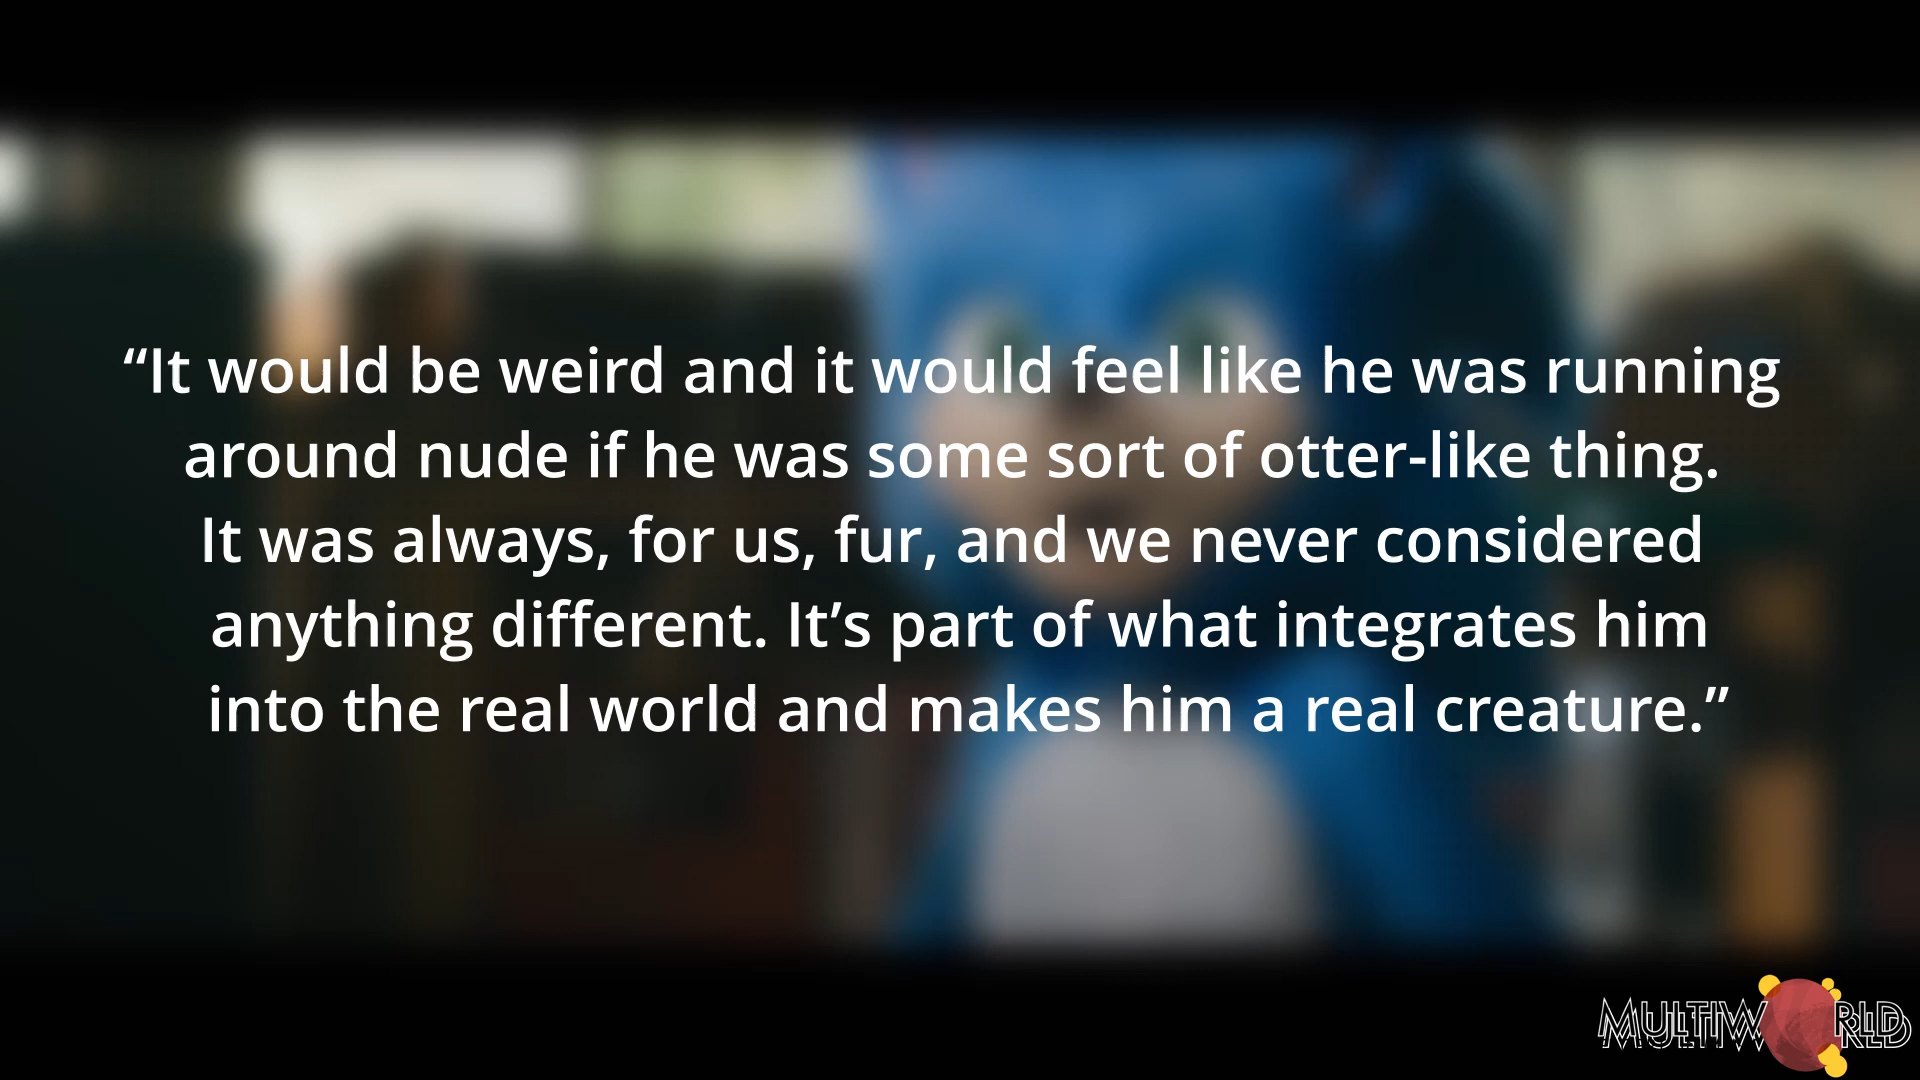 “It would be weird and it would feel like he was running
around nude if he was some sort of otter-like thing.
It was always, for us, fur, and we never considered
anything different. It’s part of what integrates him
into the real world and makes him a real creature.”
MULTIWORLD